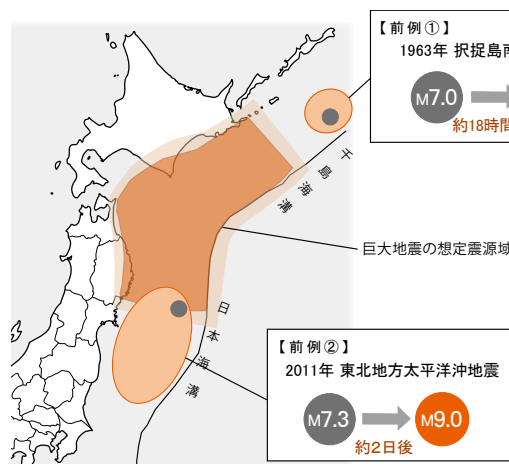 【前例①】
1963年 択捉島南
M7.0
約18時間
千島海溝
巨大地震の想定震源域
日本海溝
【前例②】
2011年 東北地方太平洋沖地震
M7.3
M9.0
約2日後